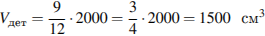 V_дет = 9/12 · 2000 = 3/4 · 2000 = 1500 см³